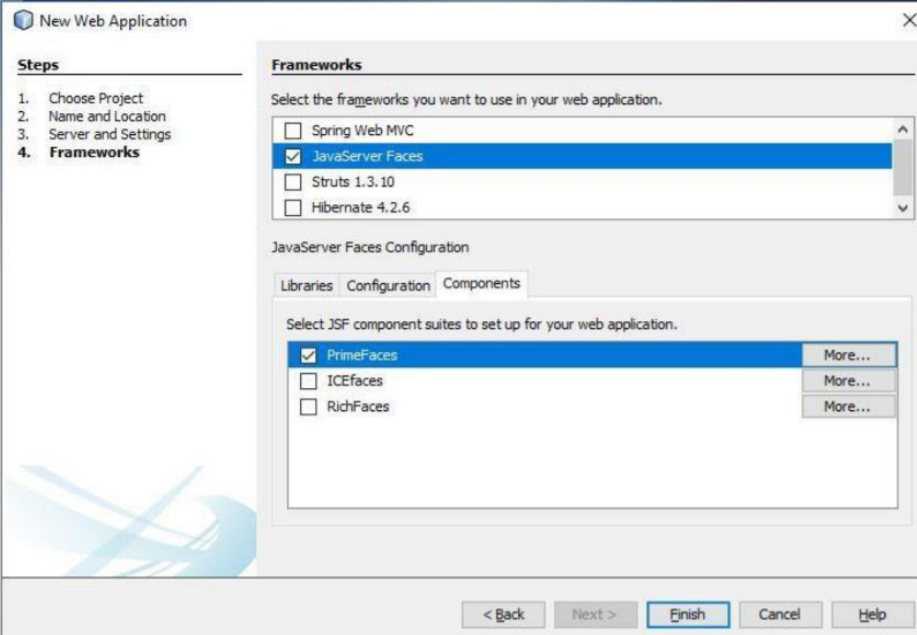 New Web Application
Steps
1. Choose Project
2. Name and Location
3. Server and Settings
4. Frameworks
Frameworks
Select the frameworks you want to use in your web application.
Spring Web MVC
JavaServer Faces
Struts 1.3.10
Hibernate 4.2.6
JavaServer Faces Configuration
Libraries Configuration Components
Select JSF component suites to set up for your web application.
PrimeFaces More...
ICEfaces More...
RichFaces More...
< Back Next > Finish Cancel Help